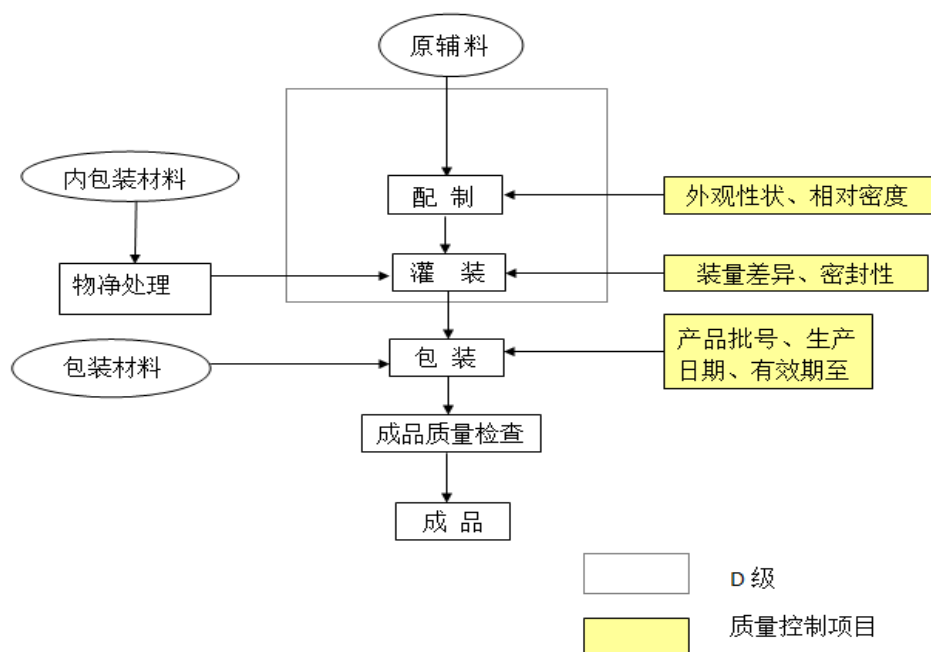 原辅料
内包装材料
配 制
外观性状、相对密度
物净处理
灌 装
装量差异、密封性
包装材料
包 装
产品批号、生产
日期、有效期至
成品质量检查
成 品
D 级
质量控制项目